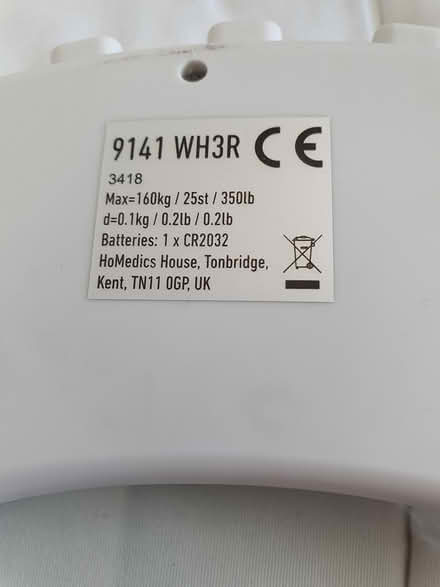 9141 WH3R CE
3418
Max=160kg / 25st / 350lb
d=0.1kg / 0.2lb / 0.2lb
Batteries: 1 x CR2032
HoMedics House, Tonbridge,
Kent, TN11 0GP, UK